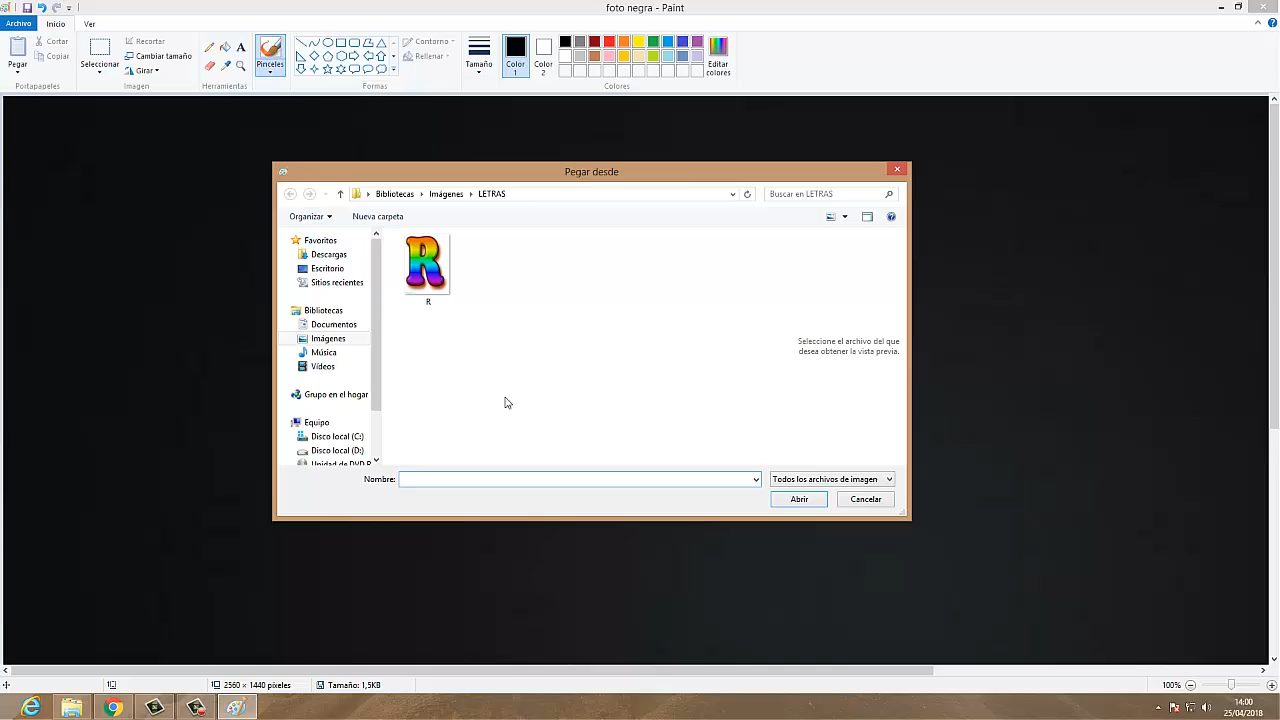 foto negra - Paint
Archivo Inicio Ver
Pegar
Cortar
Copiar
Portapapeles
Seleccionar
Recortar
Cambiar tamaño
Girar
Imagen
A
Herramientas
Pinceles
Contorno
Rellenar
Formas
Tamaño
Color 1
Color 2
Editar colores
Colores
Pegar desde
Bibliotecas Imágenes LETRAS
Buscar en LETRAS
Organizar Nueva carpeta
Favoritos
Descargas
Escritorio
Sitios recientes
Bibliotecas
Documentos
Imágenes
Música
Vídeos
Grupo en el hogar
Equipo
Disco local (C:)
Disco local (D:)
Unidad de DVD R
R
R
Seleccione el archivo del que
desea obtener la vista previa.
Nombre:
Todos los archivos de imagen
Abrir Cancelar
2560 × 1440 píxeles
Tamaño: 1,5KB
100%
14:00
25/04/2018